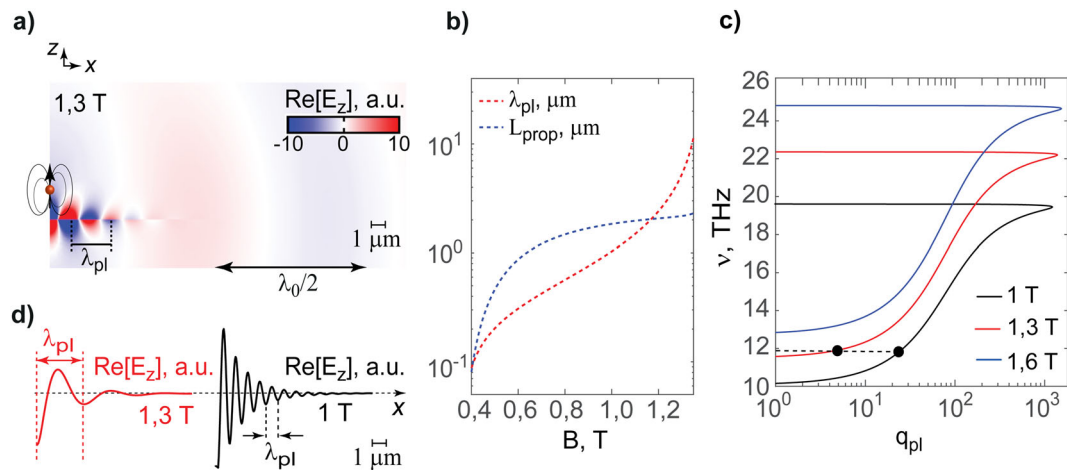 a)
z
x
1,3 T
Re[E_z], a.u.
-10 0 10
λ_pl
1 μm
λ_0/2
b)
λ_pl, μm
L_prop, μm
10^1
10^0
10^-1
0,4 0,6 0,8 1 1,2
B, T
c)
ν, THz
26
24
22
20
18
16
14
12
10
1 T
1,3 T
1,6 T
10^0 10^1 10^2 10^3
q_pl
d)
λ_pl
Re[E_z], a.u.
1,3 T
Re[E_z], a.u.
1 T
x
λ_pl
1 μm